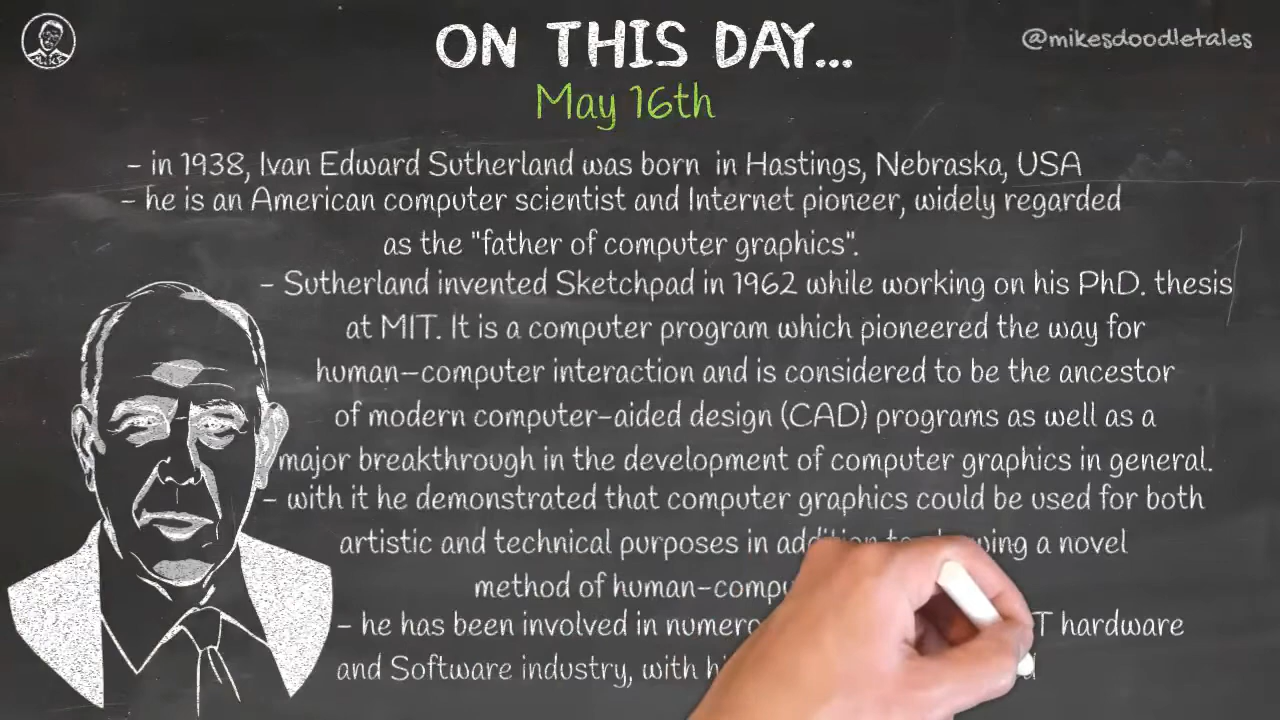 ON THIS DAY...
@mikesdoodletales
MIKE
May 16th
- in 1938, Ivan Edward Sutherland was born in Hastings, Nebraska, USA
- he is an American computer scientist and Internet pioneer, widely regarded
as the "father of computer graphics".
- Sutherland invented Sketchpad in 1962 while working on his PhD. thesis
at MIT. It is a computer program which pioneered the way for
human-computer interaction and is considered to be the ancestor
of modern computer-aided design (CAD) programs as well as a
major breakthrough in the development of computer graphics in general.
- with it he demonstrated that computer graphics could be used for both
artistic and technical purposes in addition to showing a novel
method of
- he has been involved in hardware
and Software industry, with